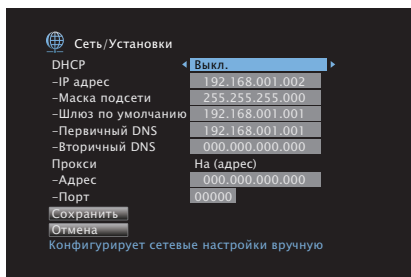 Сеть/Установки
DHCP Выкл.
–IP адрес 192.168.001.002
–Маска подсети 255.255.255.000
–Шлюз по умолчанию 192.168.001.001
–Первичный DNS 192.168.001.001
–Вторичный DNS 000.000.000.000
Прокси На (адрес)
–Адрес 000.000.000.000
–Порт 00000
Сохранить
Отмена
Конфигурирует сетевые настройки вручную